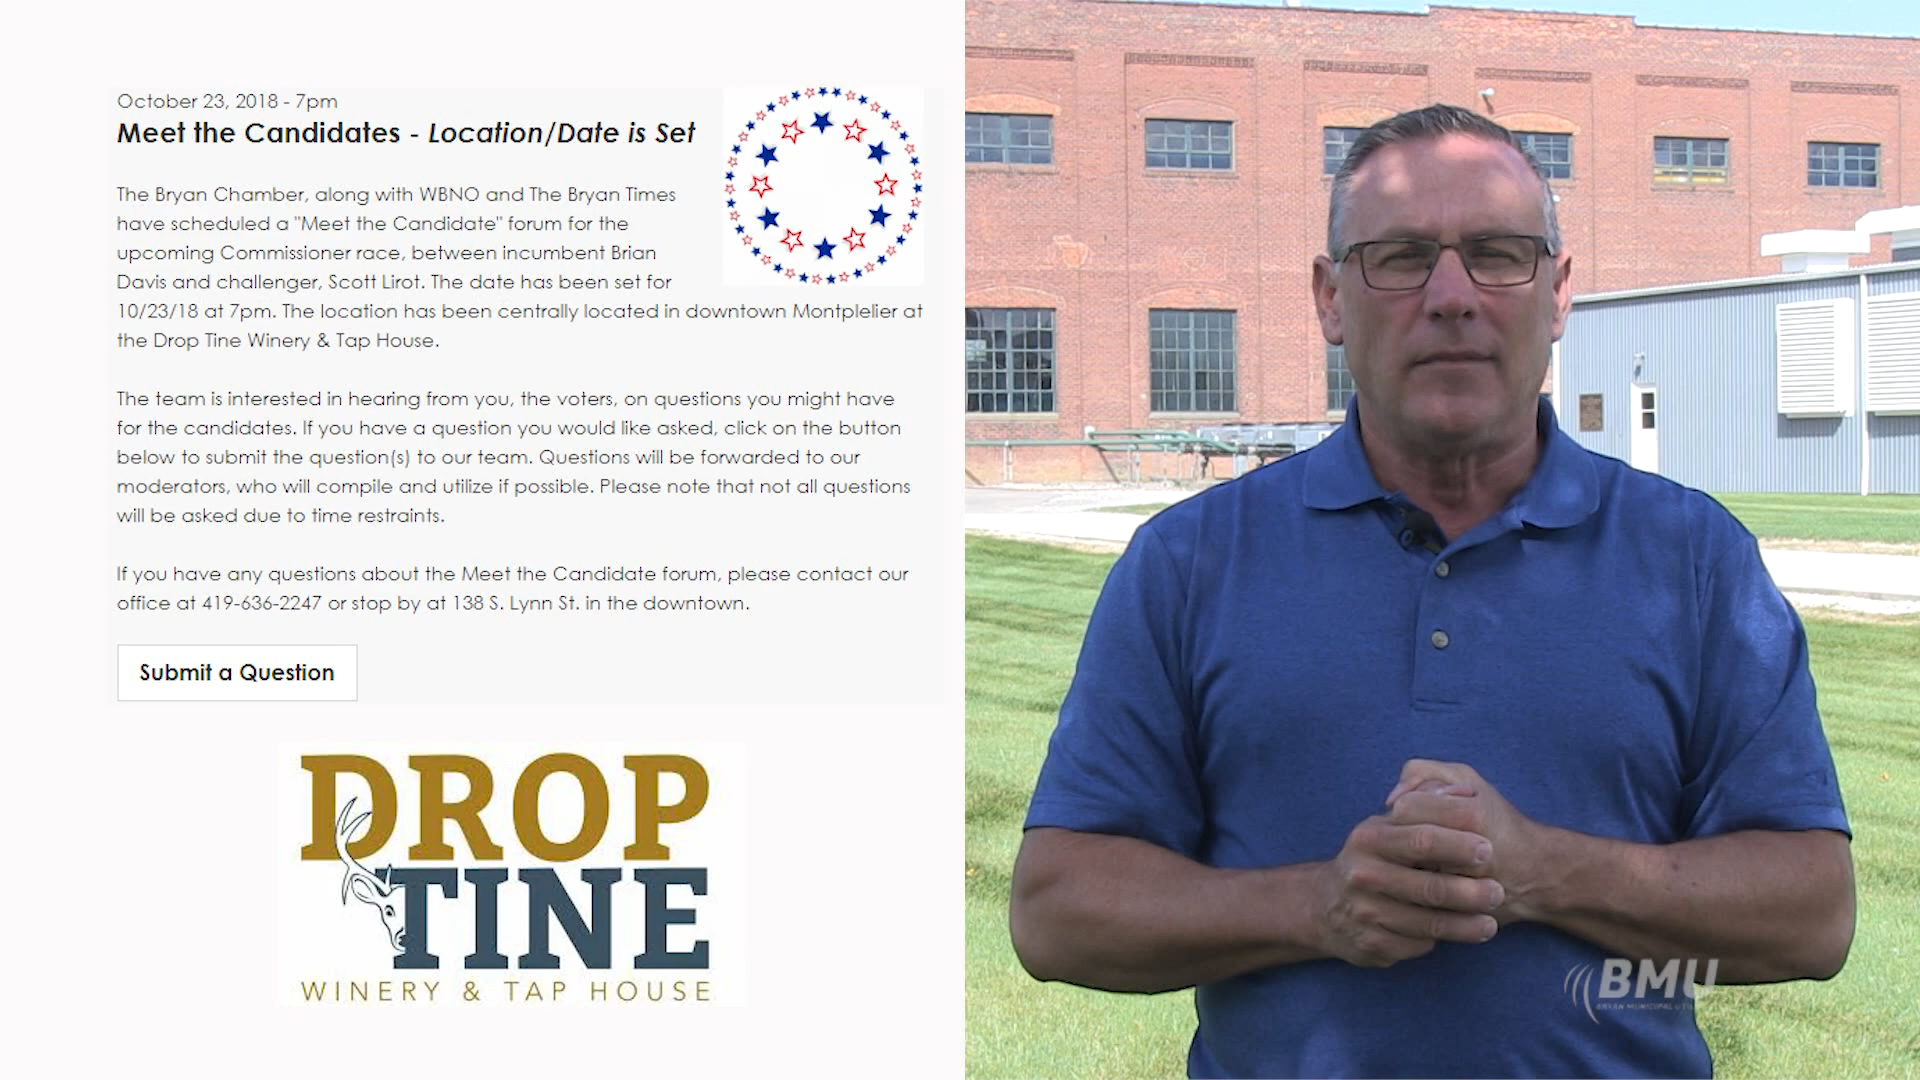 October 23, 2018 - 7pm
Meet the Candidates - Location/Date is Set
The Bryan Chamber, along with WBNO and The Bryan Times
have scheduled a "Meet the Candidate" forum for the
upcoming Commissioner race, between incumbent Brian
Davis and challenger, Scott Lirot. The date has been set for
10/23/18 at 7pm. The location has been centrally located in downtown Montplelier at
the Drop Tine Winery & Tap House.
The team is interested in hearing from you, the voters, on questions you might have
for the candidates. If you have a question you would like asked, click on the button
below to submit the question(s) to our team. Questions will be forwarded to our
moderators, who will compile and utilize if possible. Please note that not all questions
will be asked due to time restraints.
If you have any questions about the Meet the Candidate forum, please contact our
office at 419-636-2247 or stop by at 138 S. Lynn St. in the downtown.
Submit a Question
DROP
TINE
WINERY & TAP HOUSE
BMU
BRYAN MUNICIPAL